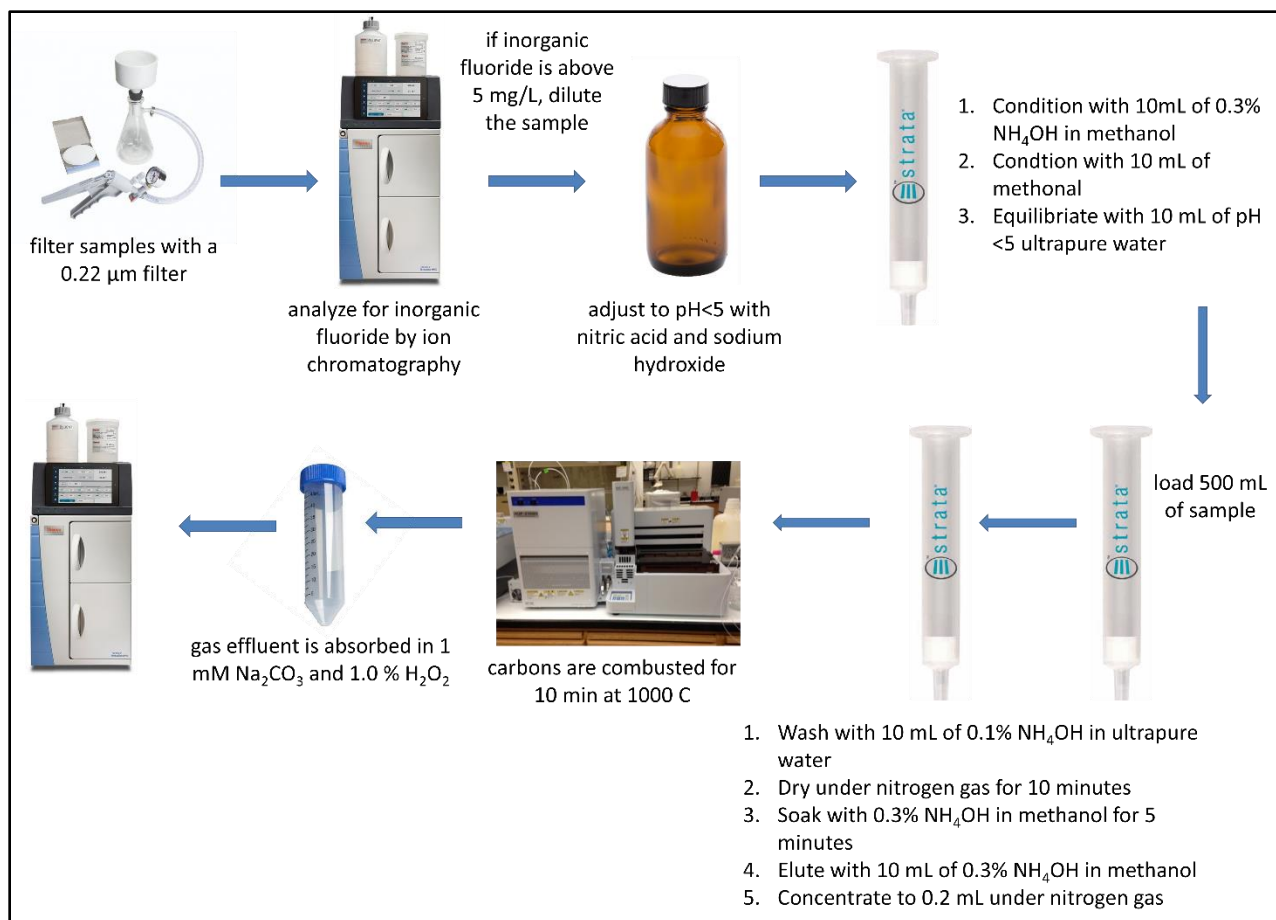 filter samples with a
0.22 µm filter
analyze for inorganic
fluoride by ion
chromatography
if inorganic
fluoride is above
5 mg/L, dilute
the sample
adjust to pH<5 with
nitric acid and sodium
hydroxide
strata
1. Condition with 10mL of 0.3%
NH₄OH in methanol
2. Condtion with 10 mL of
methonal
3. Equilibriate with 10 mL of pH
<5 ultrapure water
load 500 mL
of sample
strata
strata
1. Wash with 10 mL of 0.1% NH₄OH in ultrapure
water
2. Dry under nitrogen gas for 10 minutes
3. Soak with 0.3% NH₄OH in methanol for 5
minutes
4. Elute with 10 mL of 0.3% NH₄OH in methanol
5. Concentrate to 0.2 mL under nitrogen gas
carbons are combusted for
10 min at 1000 C
gas effluent is absorbed in 1
mM Na₂CO₃ and 1.0 % H₂O₂